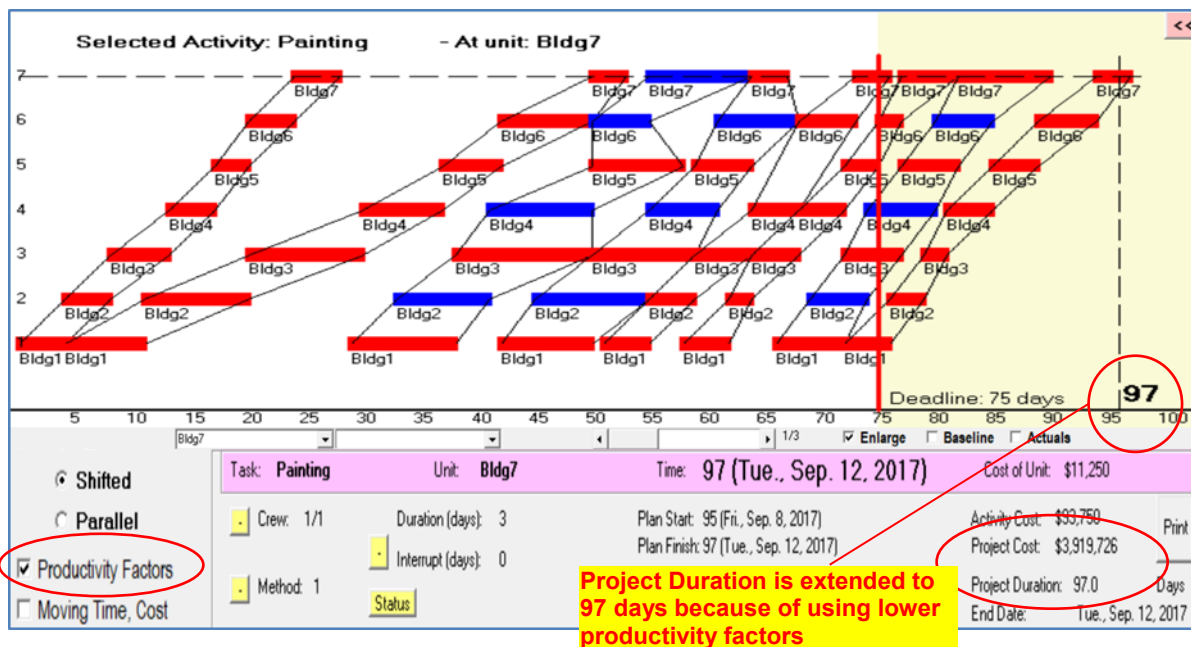 <<
Selected Activity: Painting - At unit: Bldg7
7
Bldg7 Bldg7 Bldg7 Bldg7 Bldg7 Bldg7 Bldg7
6
Bldg6 Bldg6 Bldg6 Bldg6 Bldg6 Bldg6 Bldg6 Bldg6
5
Bldg5 Bldg5 Bldg5 Bldg5 Bldg5 Bldg5 Bldg5
4
Bldg4 Bldg4 Bldg4 Bldg4 Bldg4 Bldg4 Bldg4 Bldg4
3
Bldg3 Bldg3 Bldg3 Bldg3 Bldg3 Bldg3 Bldg3 Bldg3
2
Bldg2 Bldg2 Bldg2 Bldg2 Bldg2 Bldg2 Bldg2 Bldg2
Bldg1 Bldg1 Bldg1 Bldg1 Bldg1 Bldg1 Bldg1 Bldg1
Deadline: 75 days 97
5 10 15 20 25 30 35 40 45 50 55 60 65 70 75 80 85 90 95 100
Bldg7 1/3 Enlarge Baseline Actuals
Shifted
Parallel
Productivity Factors
Moving Time, Cost
Task: Painting Unit: Bldg7 Time: 97 (Tue., Sep. 12, 2017) Cost of Unit: $11,250
Crew: 1/1 Duration (days): 3 Plan Start: 95 (Fri., Sep. 8, 2017) Activity Cost: $93,750
Interrupt (days): 0 Plan Finish: 97 (Tue., Sep. 12, 2017) Project Cost: $3,919,726
Print
Method: 1 Status Project Duration: 97.0 Days
End Date: Tue., Sep. 12, 2017
Project Duration is extended to
97 days because of using lower
productivity factors